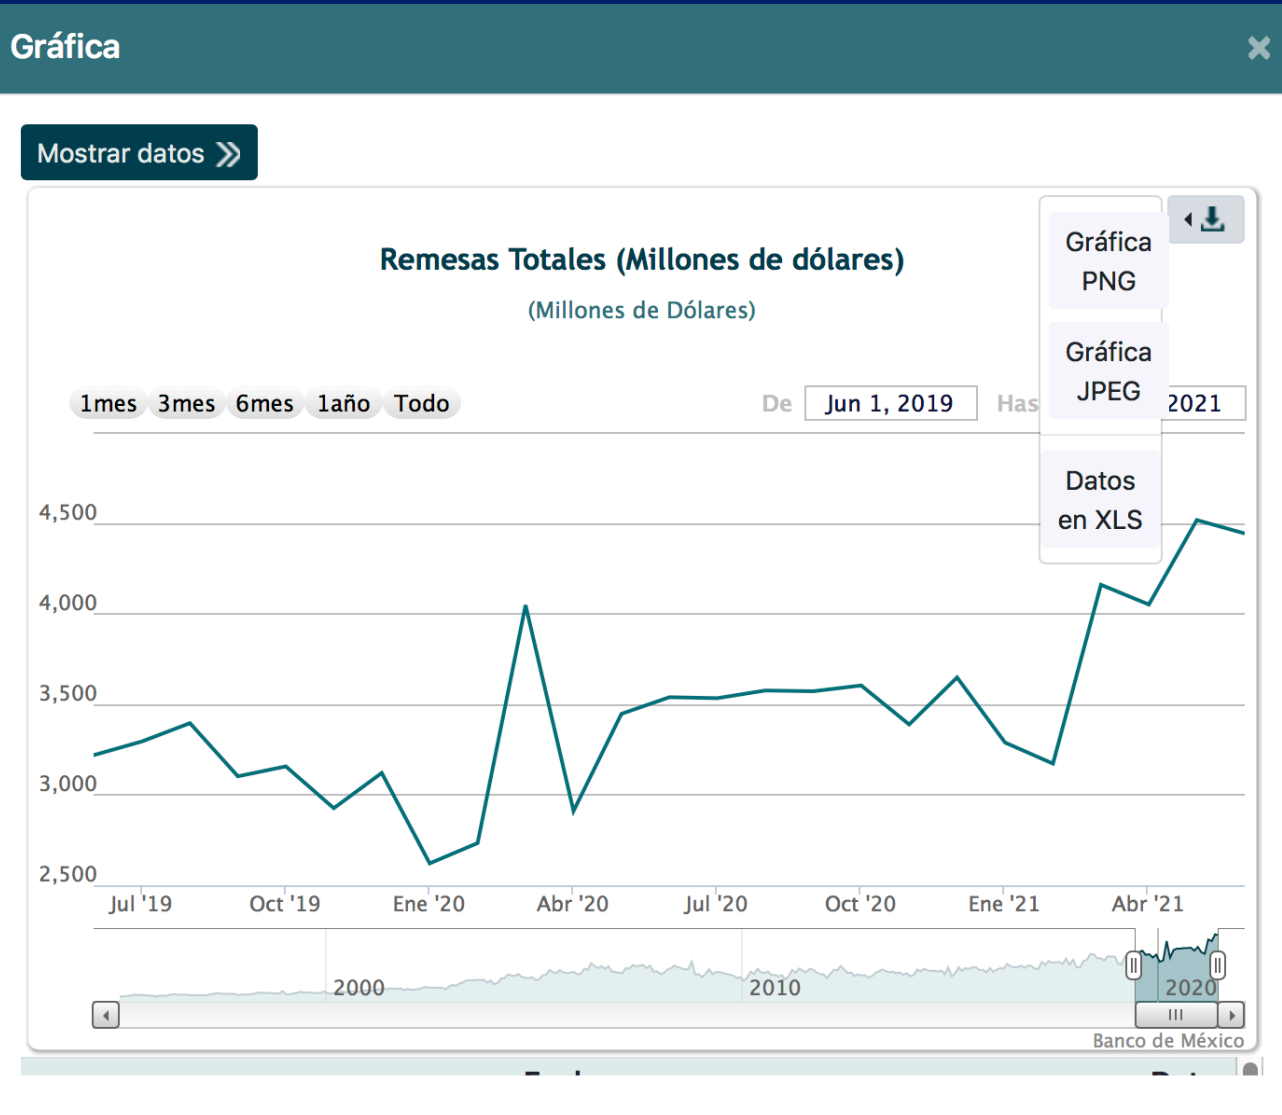 Gráfica
×
Mostrar datos
Remesas Totales (Millones de dólares)
(Millones de Dólares)
Gráfica
PNG
Gráfica
JPEG
Datos
en XLS
1mes 3mes 6mes 1año Todo
De Jun 1, 2019 Has 2021
4,500
4,000
3,500
3,000
2,500
Jul '19 Oct '19 Ene '20 Abr '20 Jul '20 Oct '20 Ene '21 Abr '21
2000 2010 2020
Banco de México